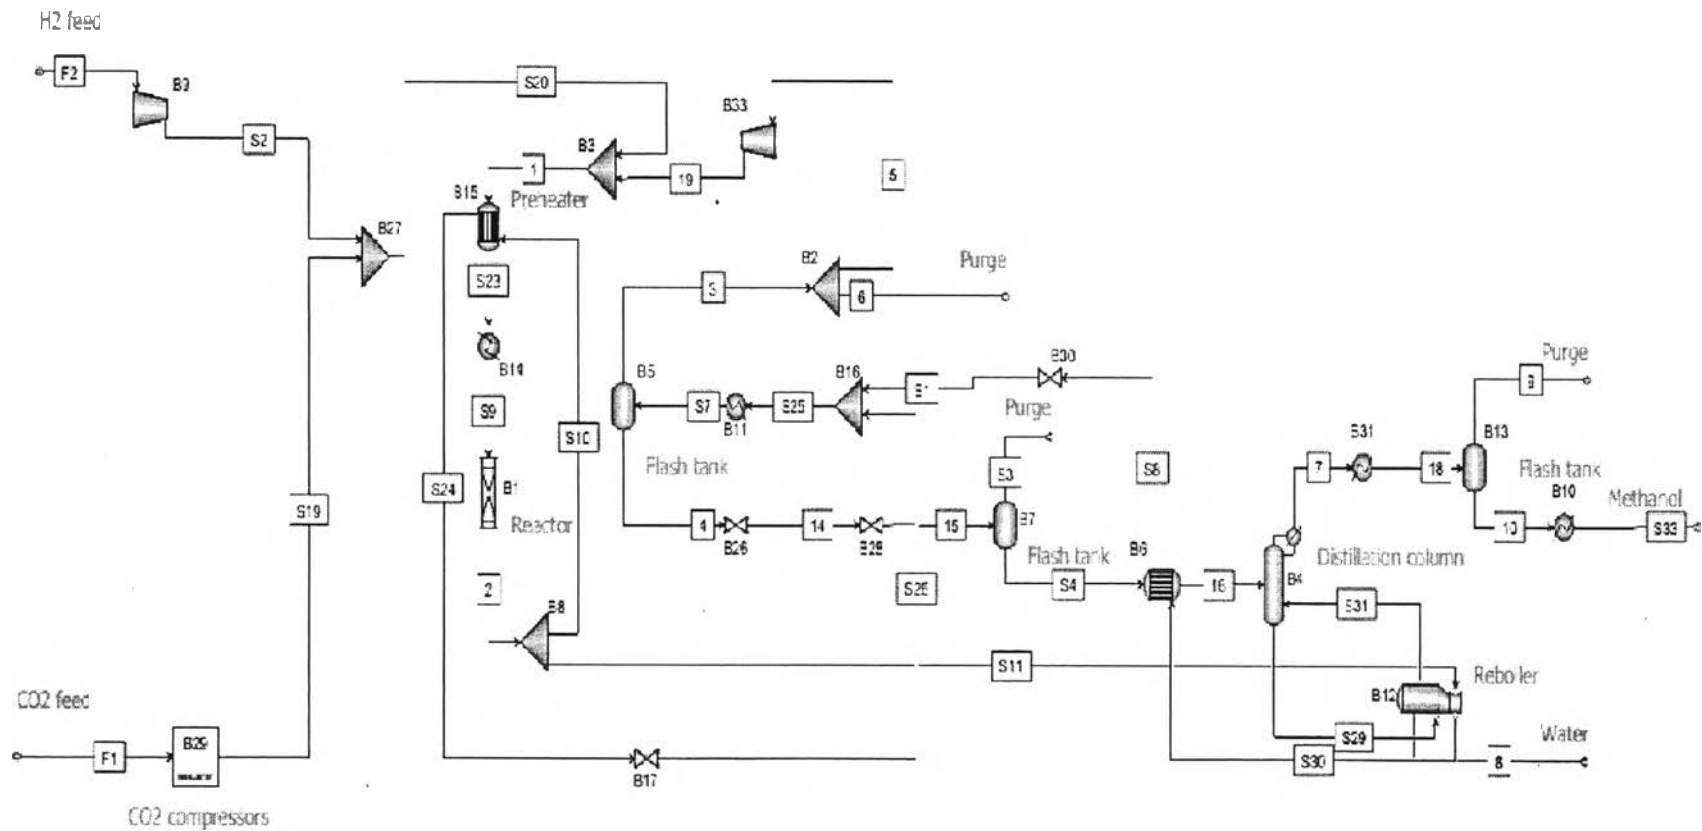 H2 feed
F2
B9
S2
S20
B33
B3
1
19
5
B15
Preheater
B27
S23
B2
Purge
3
6
B14
B30
B5
B16
Purge
S7
S25
B11
S9
Purge
S10
Flash tank
B31
B13
S8
7
18
Flash tank
B10
Methanol
S24
B1
S19
Reactor
4
14
15
B7
10
S33
B26
B28
Flash tank
B6
Distillation column
2
S4
16
B4
S31
B8
S11
Reboiler
B12
CO2 feed
F1
B29
S29
Water
S30
8
B17
CO2 compressors